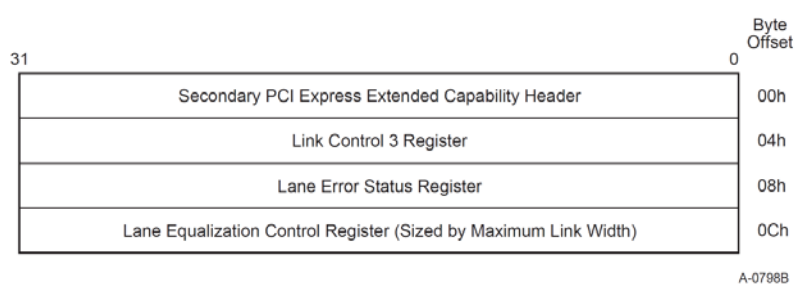 Byte
Offset
31 0
Secondary PCI Express Extended Capability Header 00h
Link Control 3 Register 04h
Lane Error Status Register 08h
Lane Equalization Control Register (Sized by Maximum Link Width) 0Ch
A-0798B